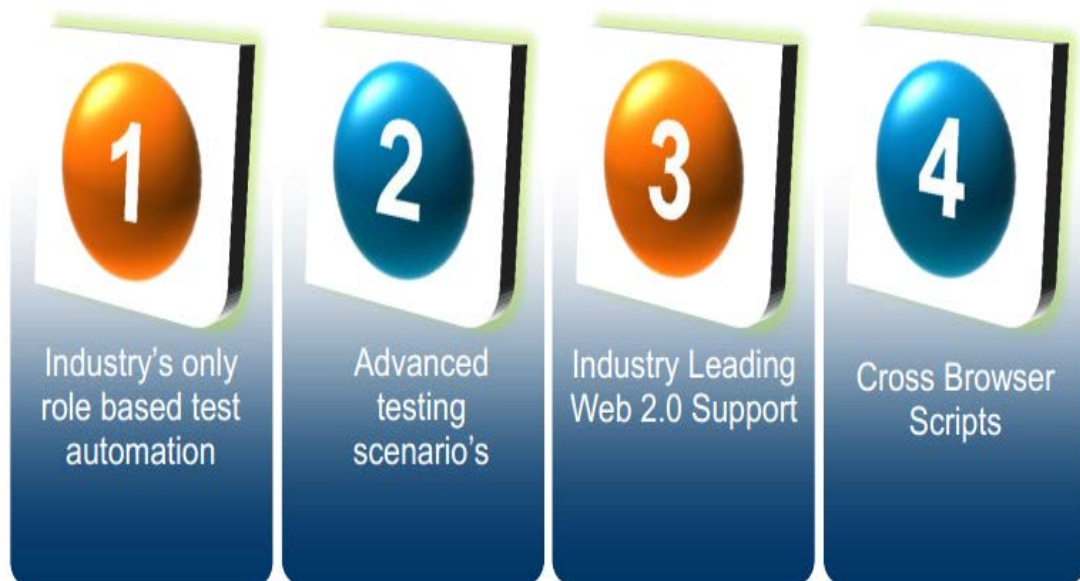 1
Industry's only
role based test
automation
2
Advanced
testing
scenario's
3
Industry Leading
Web 2.0 Support
4
Cross Browser
Scripts